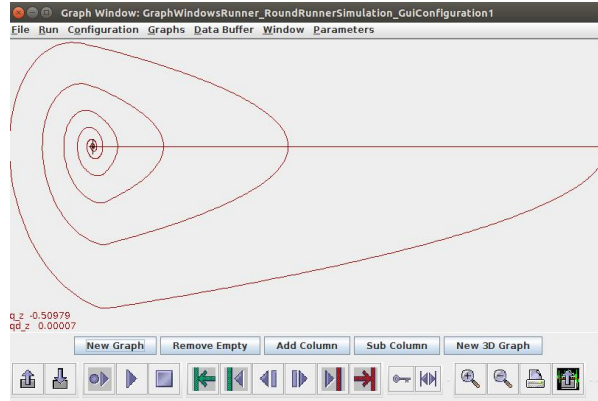 Graph Window: GraphWindowsRunner_RoundRunnerSimulation_GuiConfiguration1
File Run Configuration Graphs Data Buffer Window Parameters
q_z -0.50979
qd_z 0.00007
New Graph Remove Empty Add Column Sub Column New 3D Graph